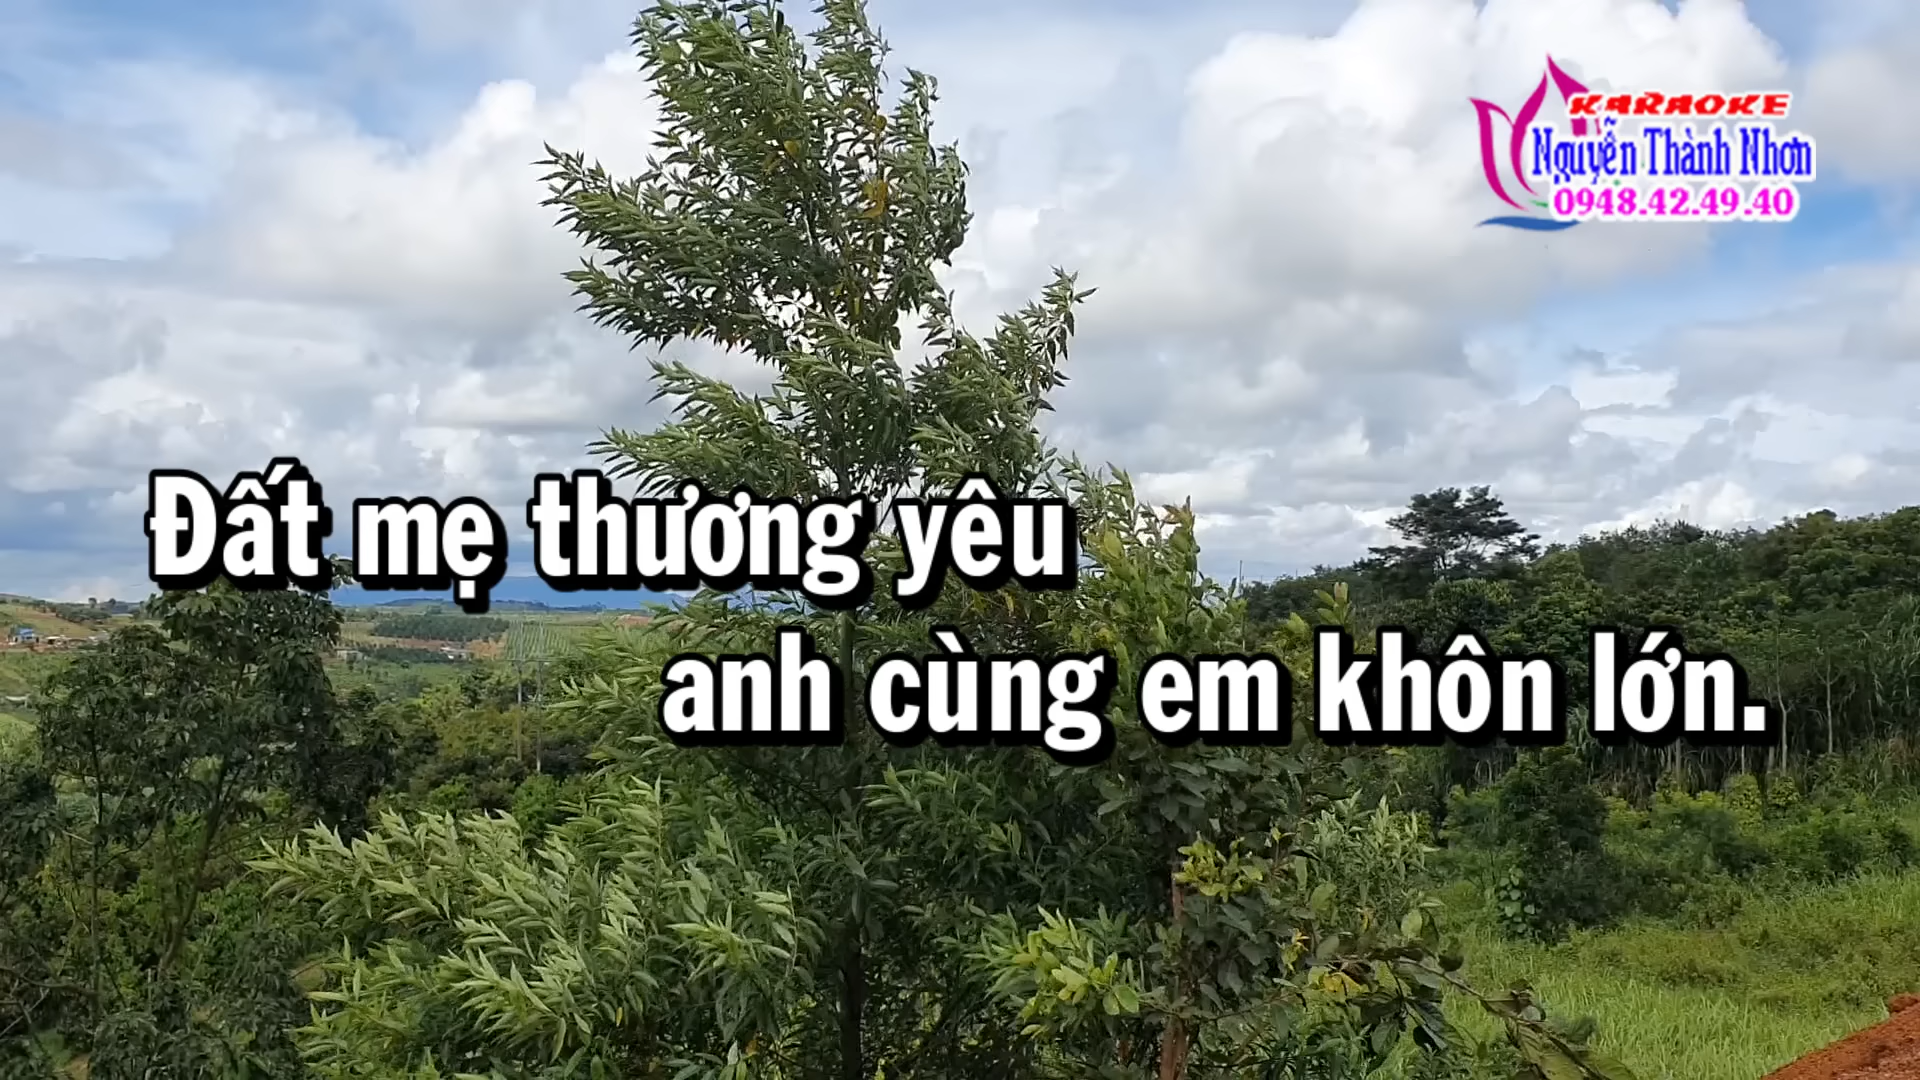 KARAOKE
Nguyễn Thành Nhơn
0948.42.49.40
Đất mẹ thương yêu
anh cùng em khôn lớn.